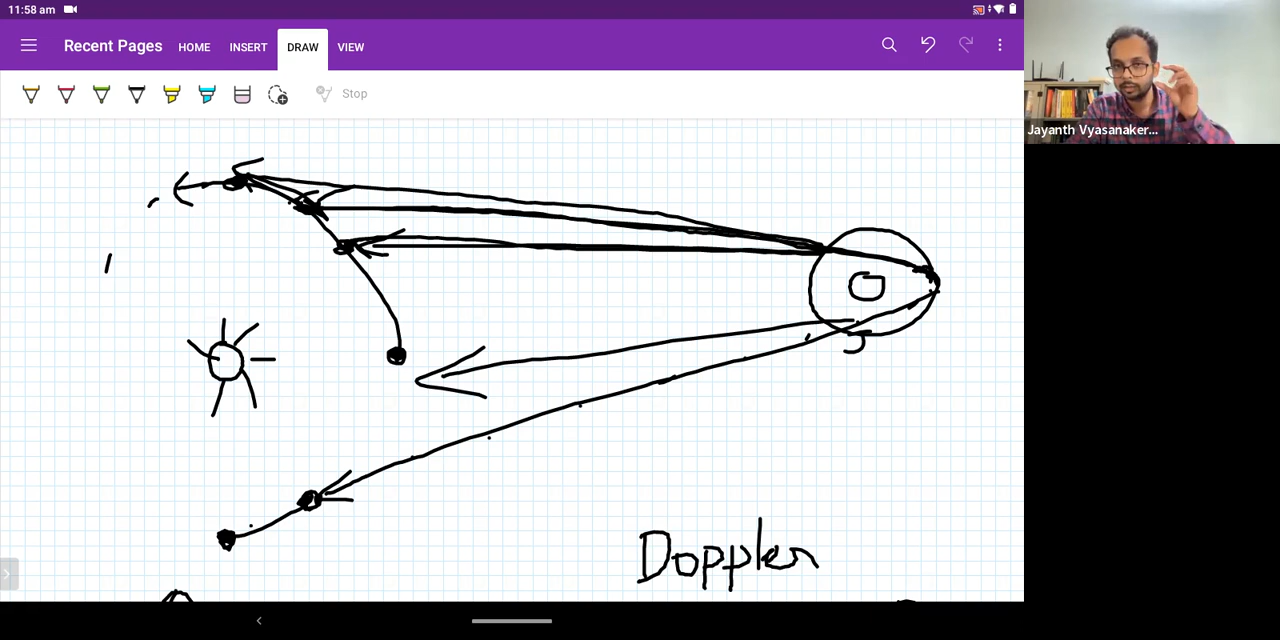 11:58 am
Recent Pages HOME INSERT DRAW VIEW
Stop
Jayanth Vyasanaker...
J
Doppler